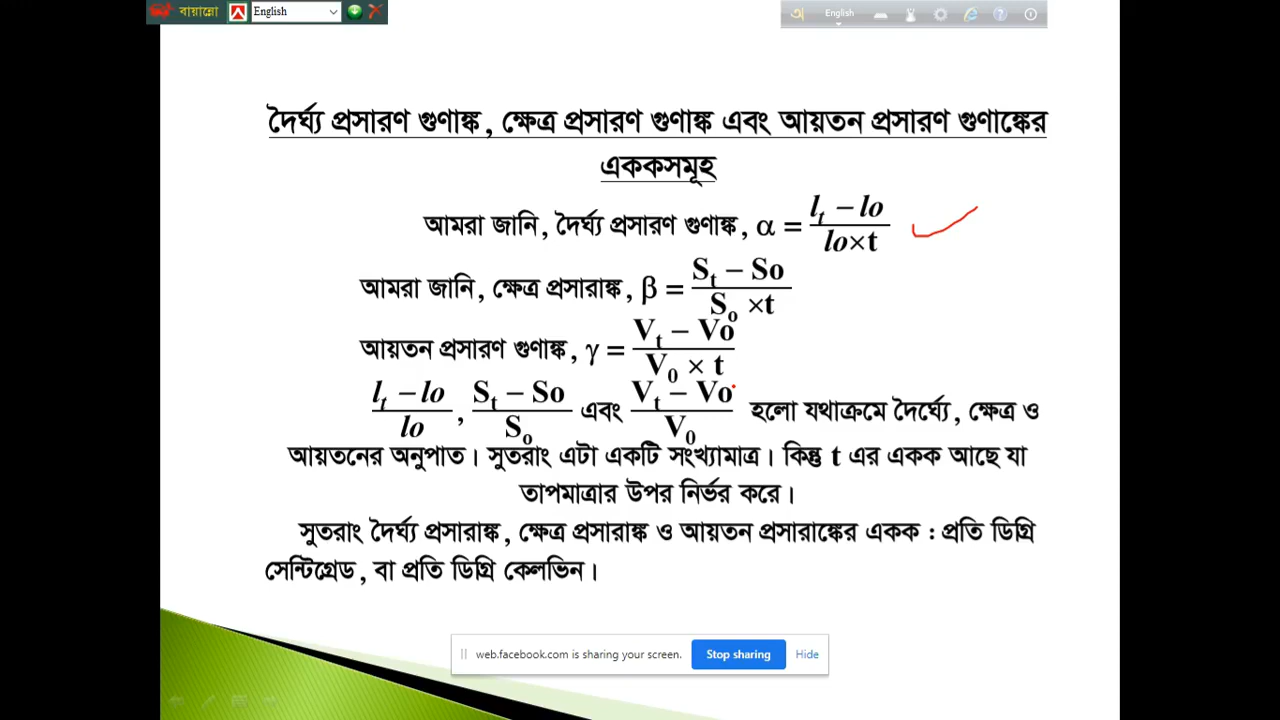 বায়ান্নো English
English
দৈর্ঘ্য প্রসারণ গুণাঙ্ক, ক্ষেত্র প্রসারণ গুণাঙ্ক এবং আয়তন প্রসারণ গুণাঙ্কের
এককসমূহ
আমরা জানি, দৈর্ঘ্য প্রসারণ গুণাঙ্ক, α = (lₜ – lo)/(lo×t)
আমরা জানি, ক্ষেত্র প্রসারাঙ্ক, β = (Sₜ – So)/(Sₒ ×t)
আয়তন প্রসারণ গুণাঙ্ক, γ = (Vₜ – Vo)/(V₀ × t)
(lₜ – lo)/lo, (Sₜ – So)/Sₒ এবং (Vₜ – Vo)/V₀ হলো যথাক্রমে দৈর্ঘ্যে, ক্ষেত্র ও
আয়তনের অনুপাত। সুতরাং এটা একটি সংখ্যামাত্র। কিন্তু t এর একক আছে যা
তাপমাত্রার উপর নির্ভর করে।
সুতরাং দৈর্ঘ্য প্রসারাঙ্ক, ক্ষেত্র প্রসারাঙ্ক ও আয়তন প্রসারাঙ্কের একক : প্রতি ডিগ্রি
সেন্টিগ্রেড, বা প্রতি ডিগ্রি কেলভিন।
web.facebook.com is sharing your screen. Stop sharing Hide